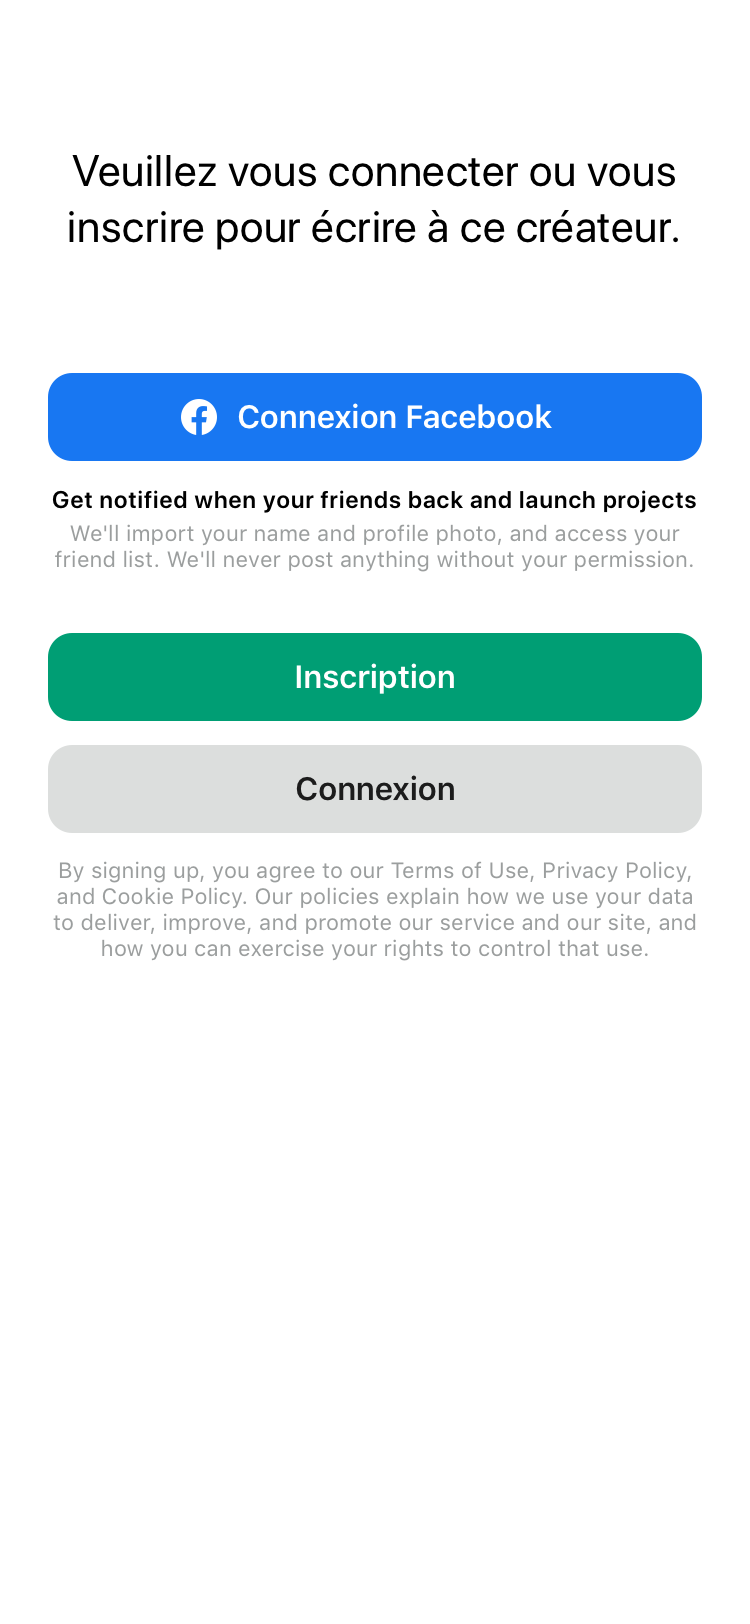 Veuillez vous connecter ou vous
inscrire pour écrire à ce créateur.
Connexion Facebook
Get notified when your friends back and launch projects
We'll import your name and profile photo, and access your
friend list. We'll never post anything without your permission.
Inscription
Connexion
By signing up, you agree to our Terms of Use, Privacy Policy,
and Cookie Policy. Our policies explain how we use your data
to deliver, improve, and promote our service and our site, and
how you can exercise your rights to control that use.